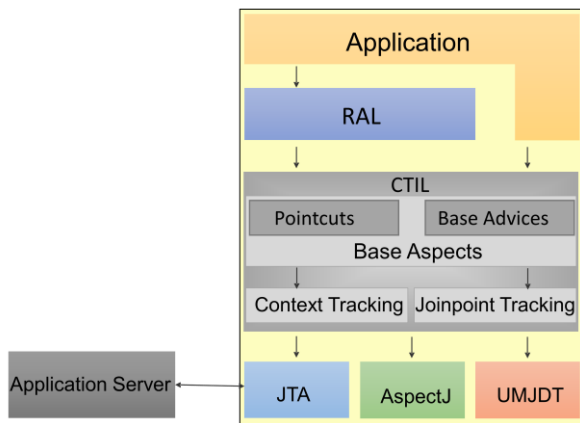 Application
RAL
CTIL
Pointcuts Base Advices
Base Aspects
Context Tracking Joinpoint Tracking
Application Server JTA AspectJ UMJDT